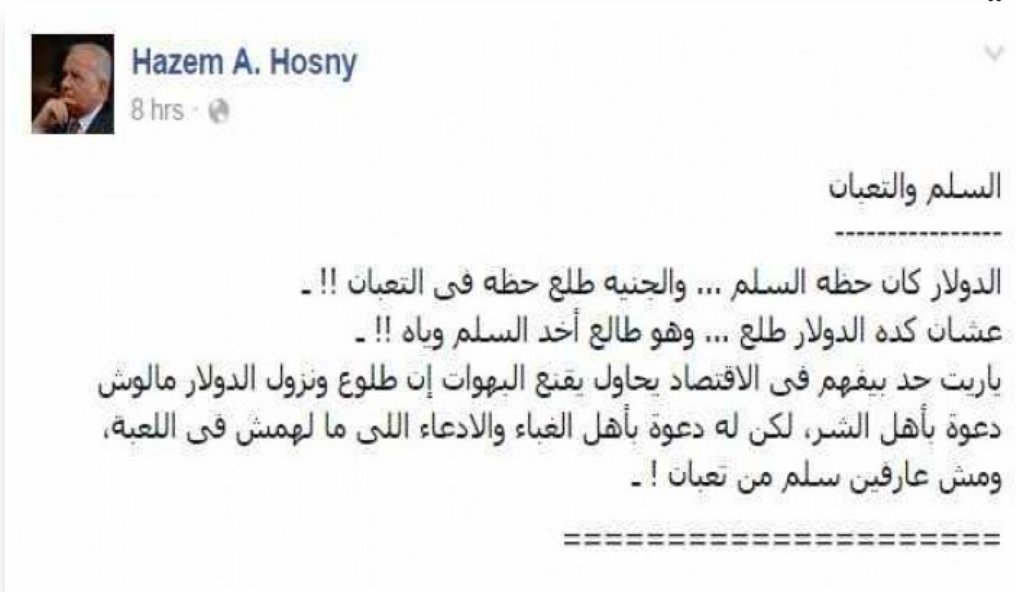 Hazem A. Hosny
8 hrs ·
السلم والتعبان
----------------
الدولار كان حظه السلم ... والجنيه طلع حظه فى التعبان !! ـ
عشان كده الدولار طلع ... وهو طالع أخد السلم وياه !! ـ
ياريت حد بيفهم فى الاقتصاد يحاول يقنع البهوات إن طلوع ونزول الدولار مالوش
دعوة بأهل الشر، لكن له دعوة بأهل الغباء والادعاء اللى ما لهمش فى اللعبة،
ومش عارفين سلم من تعبان ! ـ
=====================